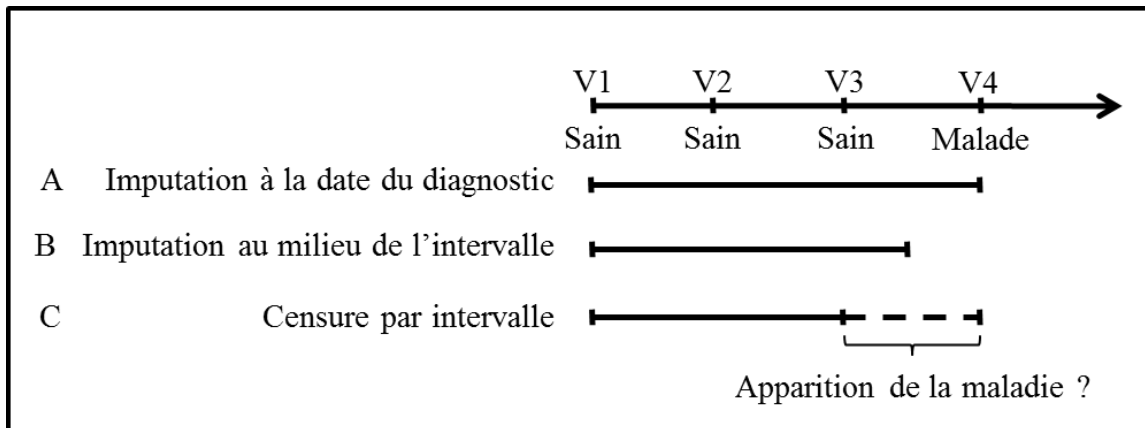 V1 V2 V3 V4
Sain Sain Sain Malade
A Imputation à la date du diagnostic
B Imputation au milieu de l’intervalle
C Censure par intervalle
Apparition de la maladie ?